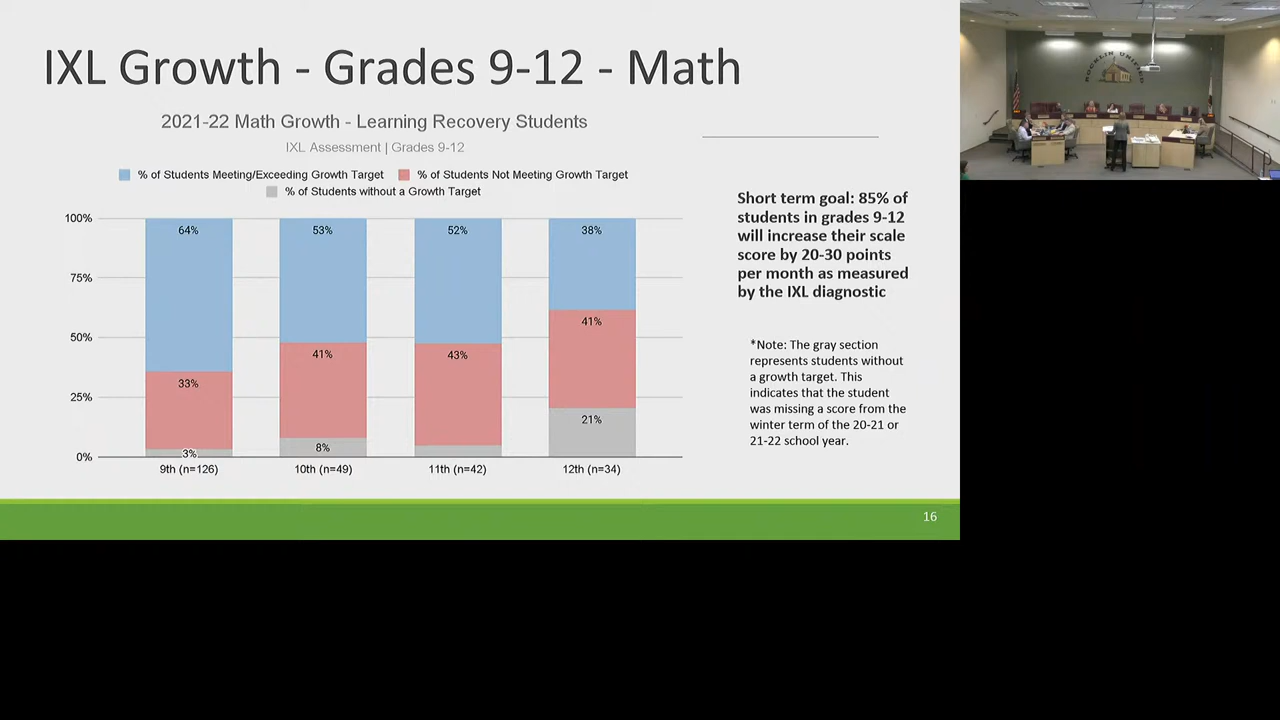 IXL Growth - Grades 9-12 - Math
2021-22 Math Growth - Learning Recovery Students
IXL Assessment | Grades 9-12
% of Students Meeting/Exceeding Growth Target
% of Students Not Meeting Growth Target
% of Students without a Growth Target
100%
75%
50%
25%
0%
64%
33%
3%
53%
41%
8%
52%
43%
38%
41%
21%
9th (n=126)
10th (n=49)
11th (n=42)
12th (n=34)
Short term goal: 85% of
students in grades 9-12
will increase their scale
score by 20-30 points
per month as measured
by the IXL diagnostic
*Note: The gray section
represents students without
a growth target. This
indicates that the student
was missing a score from the
winter term of the 20-21 or
21-22 school year.
16
ROCKLIN UNIFIED